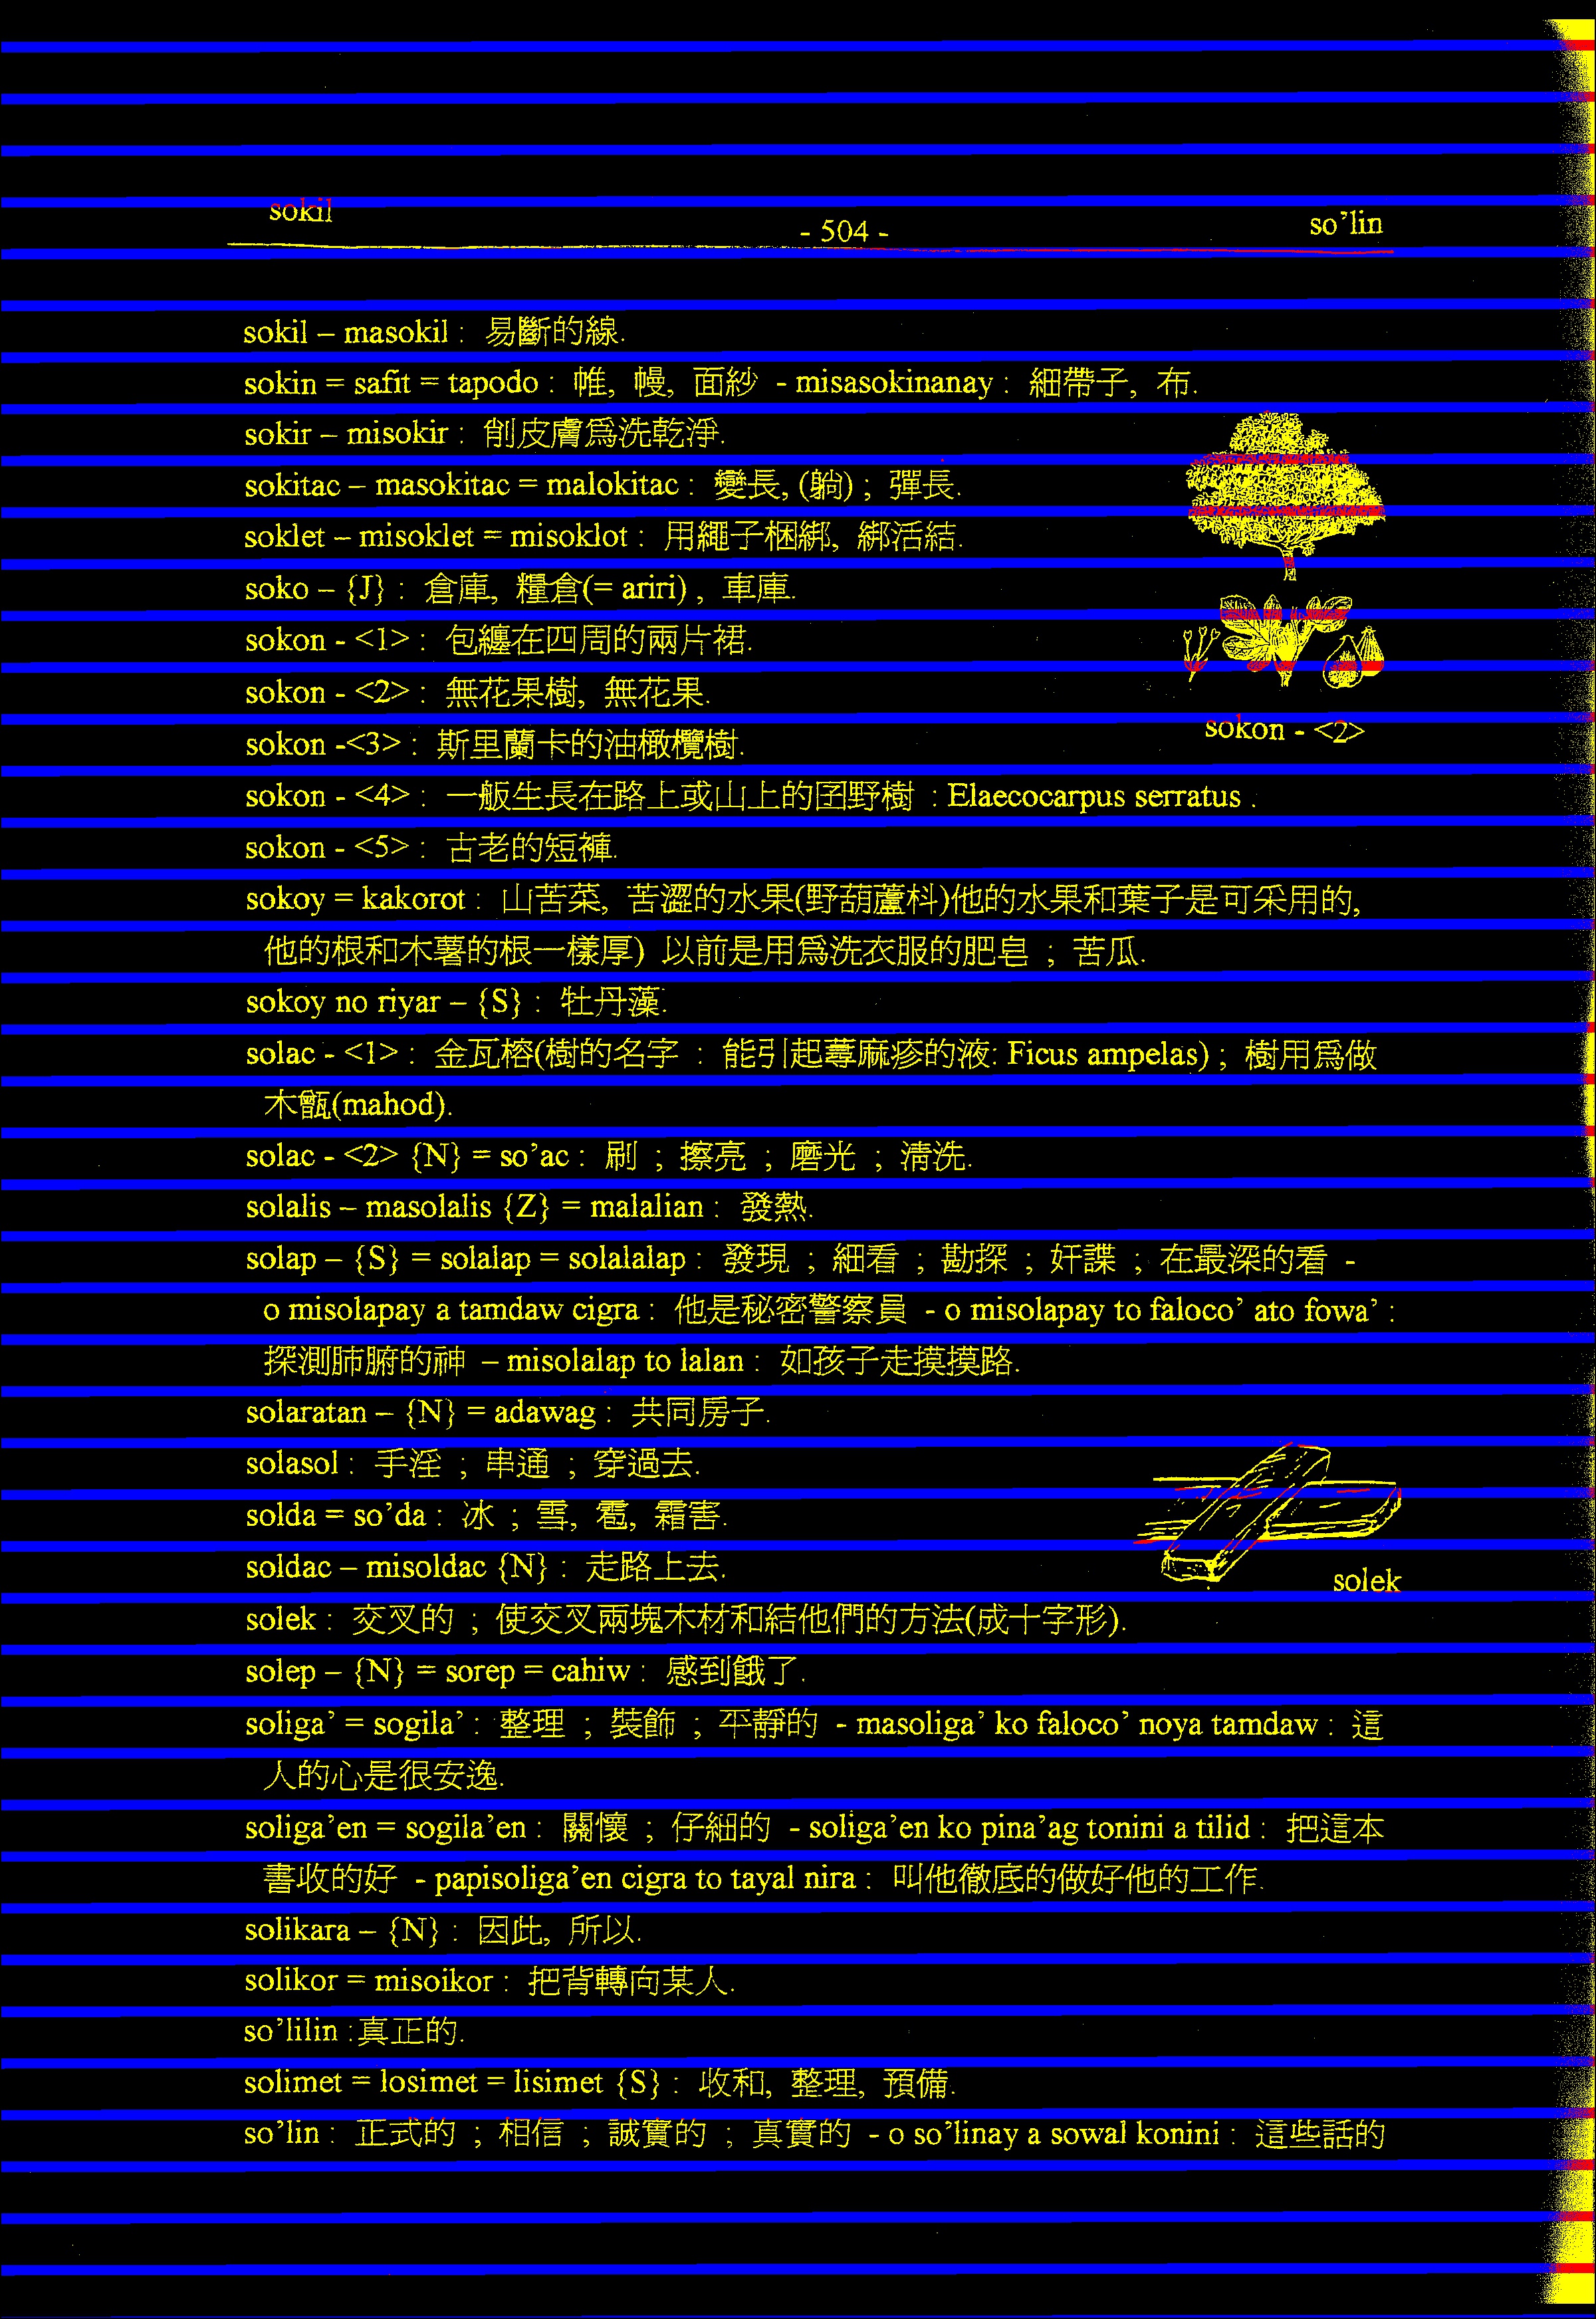 sokil
- 504 -
so’lin
sokil – masokil : 易斷的線.
sokin = safit = tapodo : 帷, 幔, 面紗 - misasokinanay : 細帶子, 布.
sokir – misokir : 削皮膚爲洗乾淨.
sokitac – masokitac = malokitac : 變長, (躺) ; 彈長.
soklet – misoklet = misoklot : 用繩子梱綁, 綁活結.
soko – {J} : 倉庫, 糧倉(= ariri) , 車庫.
sokon - <1> : 包纏在四周的兩片裙.
sokon - <2> : 無花果樹, 無花果.
sokon - <2>
sokon -<3> : 斯里蘭卡的油橄欖樹.
sokon - <4> : 一般生長在路上或山上的野樹 : Elaecocarpus serratus .
sokon - <5> : 古老的短褲.
sokoy = kakorot : 山苦菜, 苦澀的水果(野葫蘆科)他的水果和葉子是可采用的,
他的根和木薯的根一樣厚) 以前是用爲洗衣服的肥皂 ; 苦瓜.
sokoy no riyar – {S} : 牡丹藻.
solac - <1> : 金瓦榕(樹的名字 : 能引起蕁麻疹的液: Ficus ampelas) ; 樹用爲做
木甑(mahod).
solac - <2> {N} = so’ac : 刷 ; 擦亮 ; 磨光 ; 清洗.
solalis – masolalis {Z} = malalian : 發熱.
solap – {S} = solalap = solalalap : 發現 ; 細看 ; 勘探 ; 奸諜 ; 在最深的看 -
o misolapay a tamdaw cigra : 他是秘密警察員 - o misolapay to faloco’ ato fowa’ :
探測肺腑的神 – misolalap to lalan : 如孩子走摸摸路.
solaratan – {N} = adawag : 共同房子.
solasol : 手淫 ; 串通 ; 穿過去.
solda = so’da : 冰 ; 雪, 雹, 霜害.
soldac – misoldac {N} : 走路上去.
solek
solek : 交叉的 ; 使交叉兩塊木材和結他們的方法(成十字形).
solep – {N} = sorep = cahiw : 感到餓了.
soliga’ = sogila’ : 整理 ; 裝飾 ; 平靜的 - masoliga’ ko faloco’ noya tamdaw : 這
人的心是很安逸.
soliga’en = sogila’en : 關懷 ; 仔細的 - soliga’en ko pina’ag tonini a tilid : 把這本
書收的好 - papisoliga’en cigra to tayal nira : 叫他徹底的做好他的工作.
solikara – {N} : 因此, 所以.
solikor = misoikor : 把背轉向某人.
so’lilin :真正的.
solimet = losimet = lisimet {S} : 收和, 整理, 預備.
so’lin : 正式的 ; 相信 ; 誠實的 ; 真實的 - o so’linay a sowal konini : 這些話的